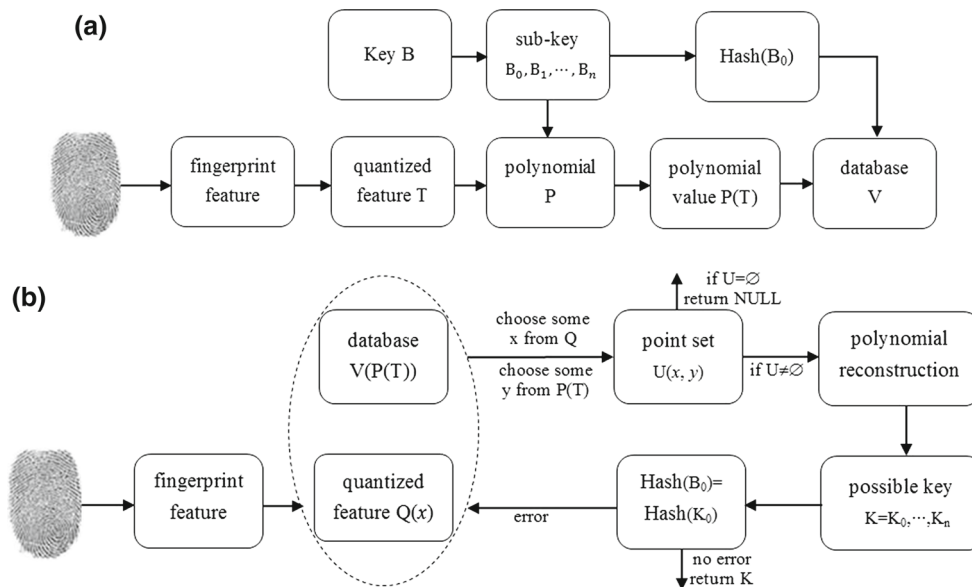 (a)
Key B
sub-key
B₀, B₁, ⋯, Bₙ
Hash(B₀)
fingerprint
feature
quantized
feature T
polynomial
P
polynomial
value P(T)
database
V
(b)
if U=∅
return NULL
database
V(P(T))
choose some
x from Q
choose some
y from P(T)
point set
U(x, y)
if U≠∅
polynomial
reconstruction
fingerprint
feature
quantized
feature Q(x)
error
Hash(B₀)=
Hash(K₀)
possible key
K=K₀,⋯,Kₙ
no error
return K